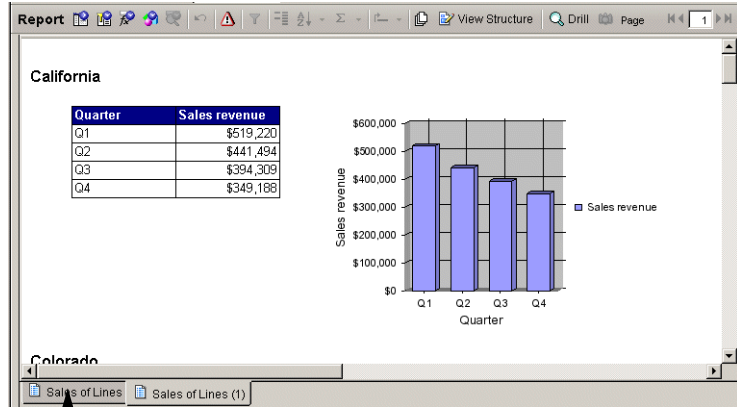 Report View Structure Drill Page 1
California
Quarter Sales revenue
Q1 $519,220
Q2 $441,494
Q3 $394,309
Q4 $349,188
$600,000
$500,000
$400,000
$300,000
$200,000
$100,000
$0
Sales revenue
Q1 Q2 Q3 Q4
Quarter
Sales revenue
Colorado
Sales of Lines Sales of Lines (1)